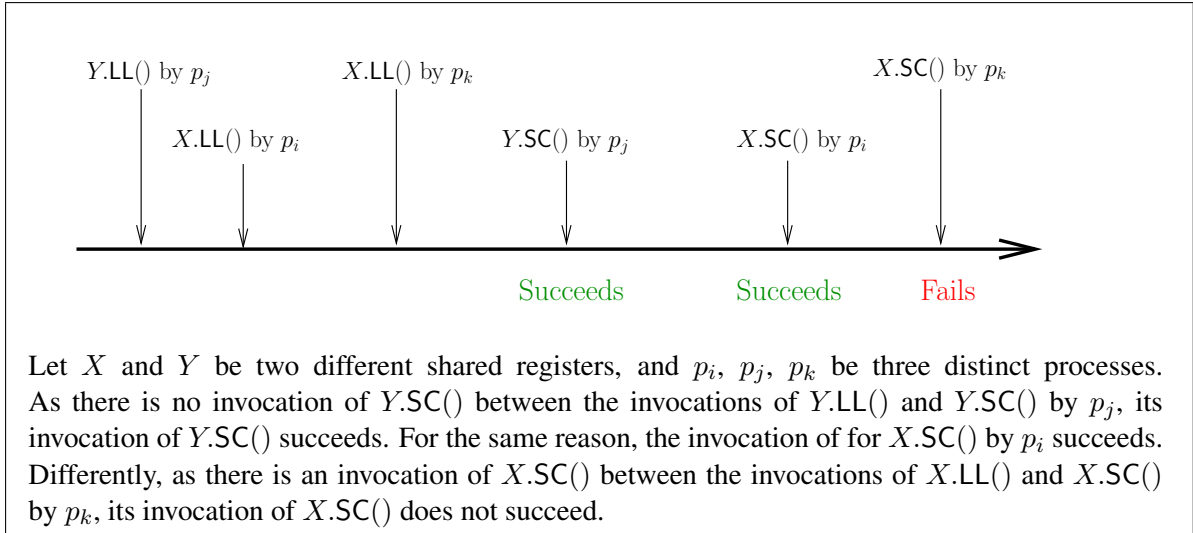 Y.LL() by p_j
X.LL() by p_k
X.SC() by p_k
X.LL() by p_i
Y.SC() by p_j
X.SC() by p_i
Succeeds
Succeeds
Fails
Let X and Y be two different shared registers, and p_i, p_j, p_k be three distinct processes.
As there is no invocation of Y.SC() between the invocations of Y.LL() and Y.SC() by p_j, its
invocation of Y.SC() succeeds. For the same reason, the invocation of for X.SC() by p_i succeeds.
Differently, as there is an invocation of X.SC() between the invocations of X.LL() and X.SC()
by p_k, its invocation of X.SC() does not succeed.